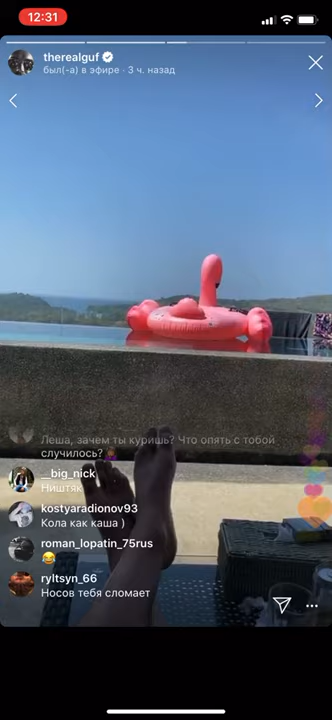 12:31
therealguf
был(-а) в эфире · 3 ч. назад
Леша, зачем ты куришь? Что опять с тобой
случилось?
__big_nick
Ништяк
kostyaradionov93
Кола как каша )
roman_lopatin_75rus
ryltsyn_66
Носов тебя сломает